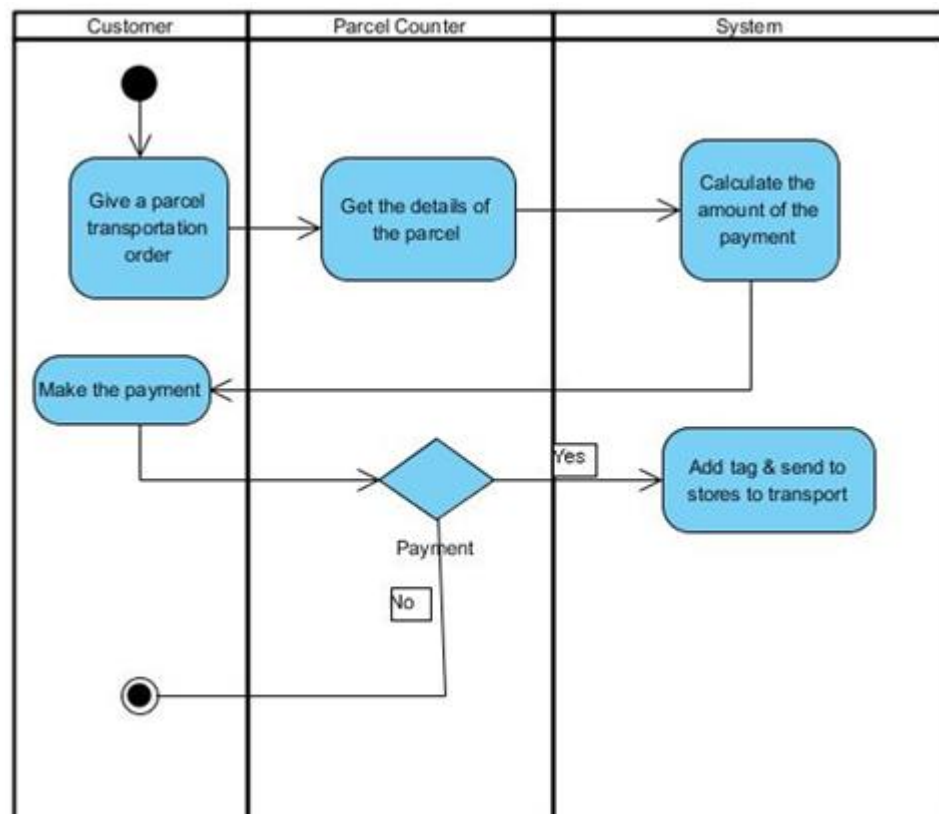 Customer
Parcel Counter
System
Give a parcel
transportation
order
Get the details of
the parcel
Calculate the
amount of the
payment
Make the payment
Yes
Add tag & send to
stores to transport
Payment
No